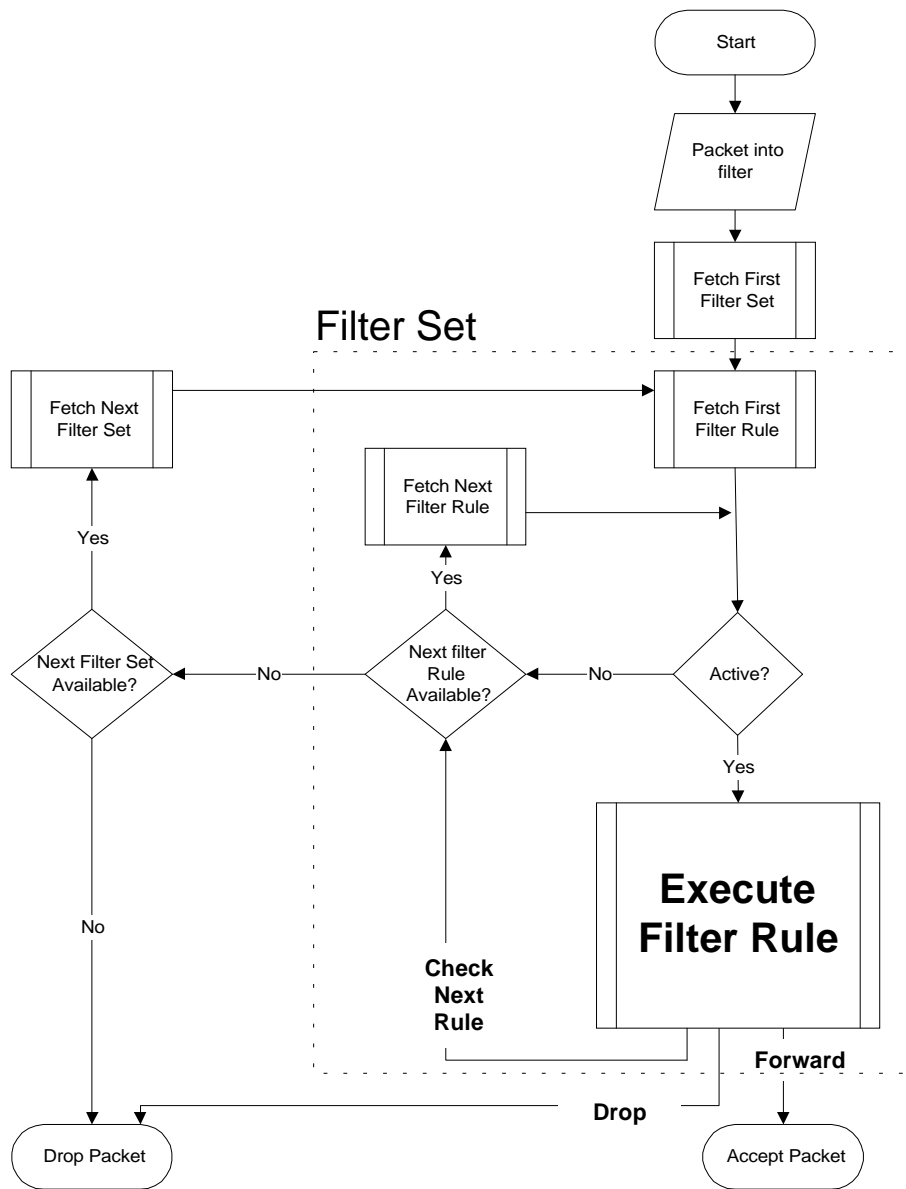 Start
Packet into
filter
Fetch First
Filter Set
Filter Set
Fetch Next
Filter Set
Fetch First
Filter Rule
Fetch Next
Filter Rule
Yes
Yes
Next Filter Set
Available?
No
Next filter
Rule
Available?
No
Active?
Yes
Execute
Filter Rule
No
Check
Next
Rule
Forward
Drop
Drop Packet
Accept Packet